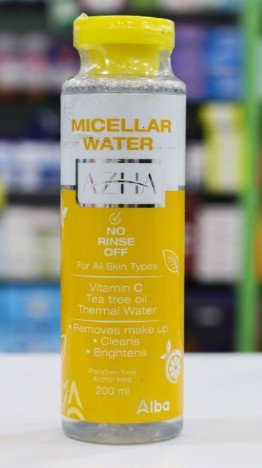 MICELLAR
WATER
AZHA
NO
RINSE
OFF
For All Skin Types
Vitamin C
Tea tree oil
Thermal Water
• Removes make up
• Cleans
• Brightens
Paraben free
Alchol free
200 ml
Alba